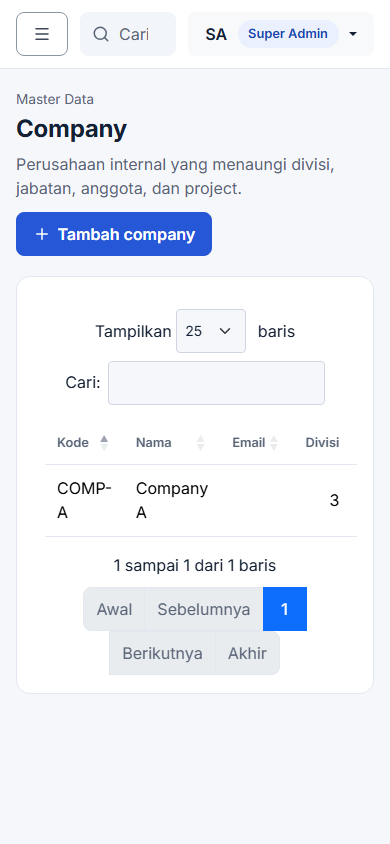 Cari
SA Super Admin
Master Data
Company
Perusahaan internal yang menaungi divisi,
jabatan, anggota, dan project.
+ Tambah company
Tampilkan 25 baris
Cari:
Kode Nama Email Divisi
COMP-
A
Company
A
3
1 sampai 1 dari 1 baris
Awal Sebelumnya 1
Berikutnya Akhir